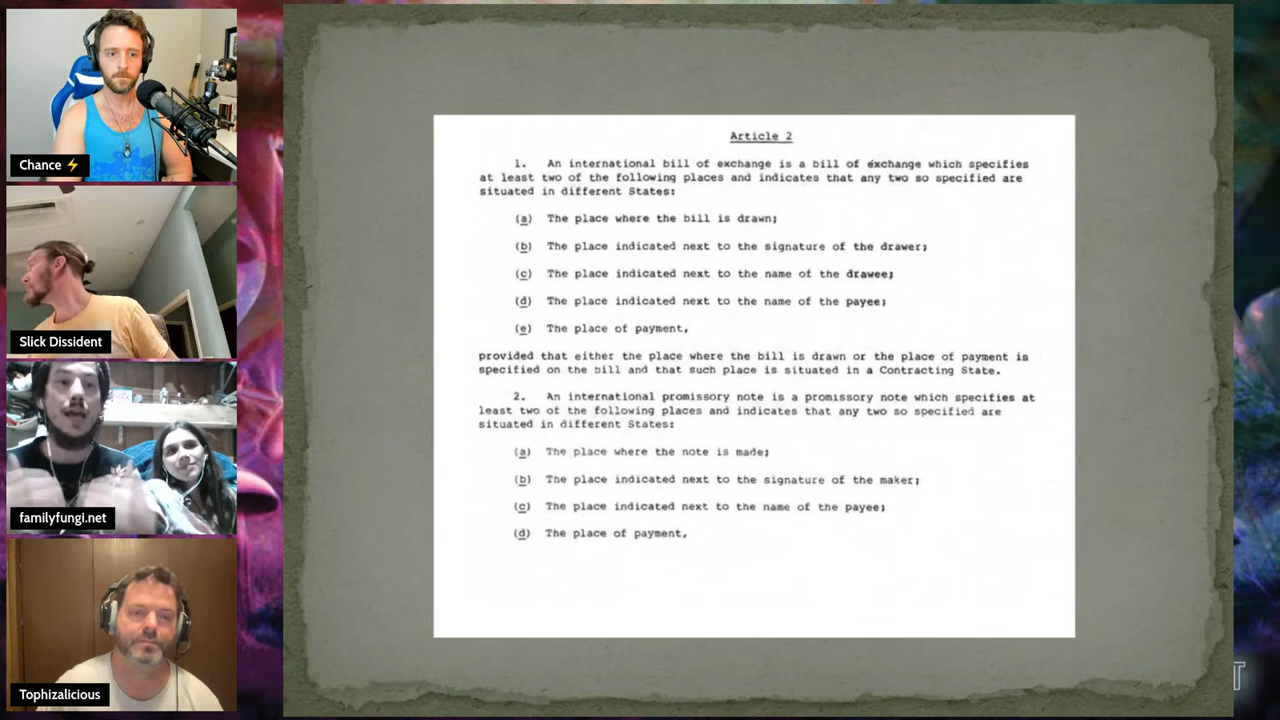 Chance ⚡
Slick Dissident
familyfungi.net
Tophizalicious
Article 2
1. An international bill of exchange is a bill of exchange which specifies
at least two of the following places and indicates that any two so specified are
situated in different States:
(a) The place where the bill is drawn;
(b) The place indicated next to the signature of the drawer;
(c) The place indicated next to the name of the drawee;
(d) The place indicated next to the name of the payee;
(e) The place of payment,
provided that either the place where the bill is drawn or the place of payment is
specified on the bill and that such place is situated in a Contracting State.
2. An international promissory note is a promissory note which specifies at
least two of the following places and indicates that any two so specified are
situated in different States:
(a) The place where the note is made;
(b) The place indicated next to the signature of the maker;
(c) The place indicated next to the name of the payee;
(d) The place of payment,